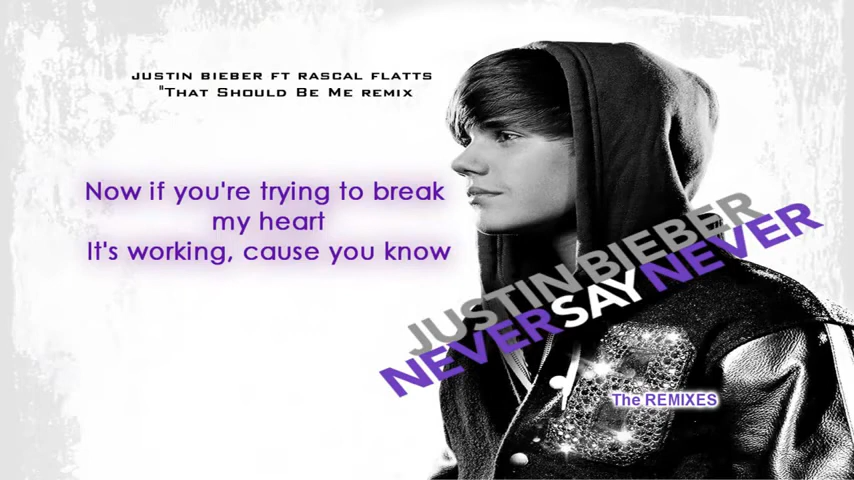 JUSTIN BIEBER FT RASCAL FLATTS
"THAT SHOULD BE ME REMIX
Now if you're trying to break
my heart
It's working, cause you know
JUSTIN BIEBER
NEVER SAY NEVER
The REMIXES